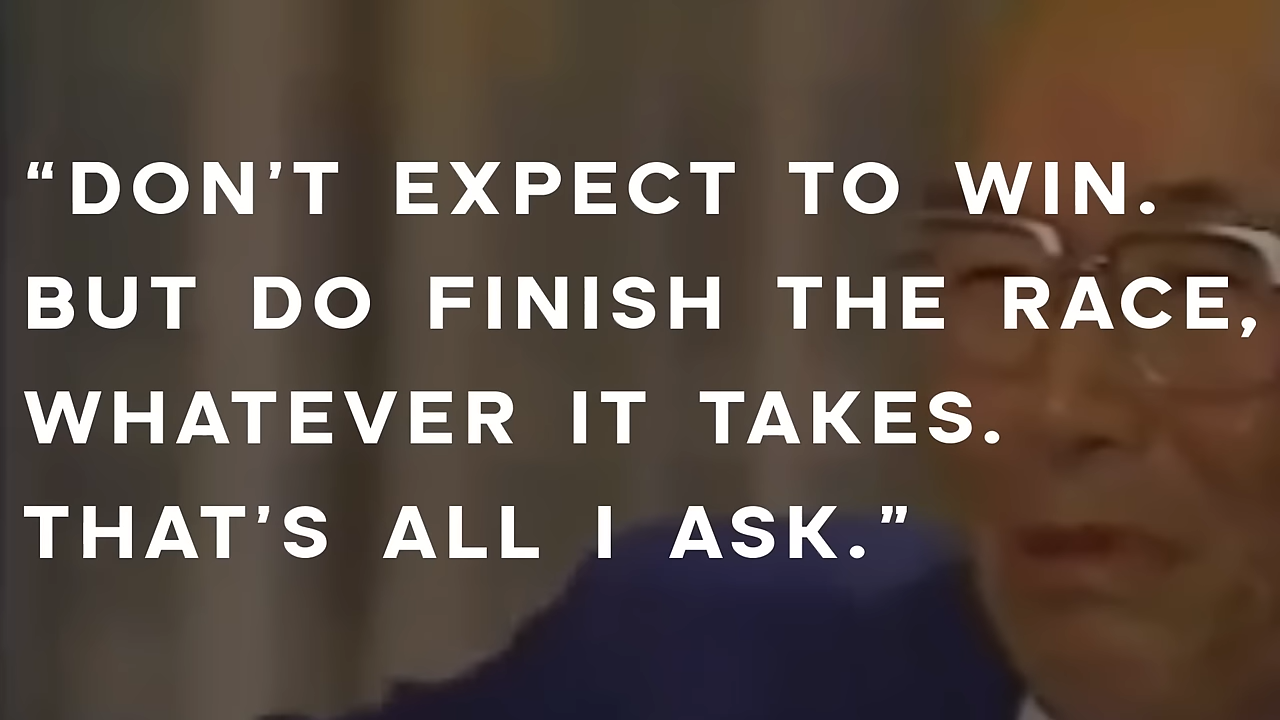 “DON’T EXPECT TO WIN.
BUT DO FINISH THE RACE,
WHATEVER IT TAKES.
THAT’S ALL I ASK.”